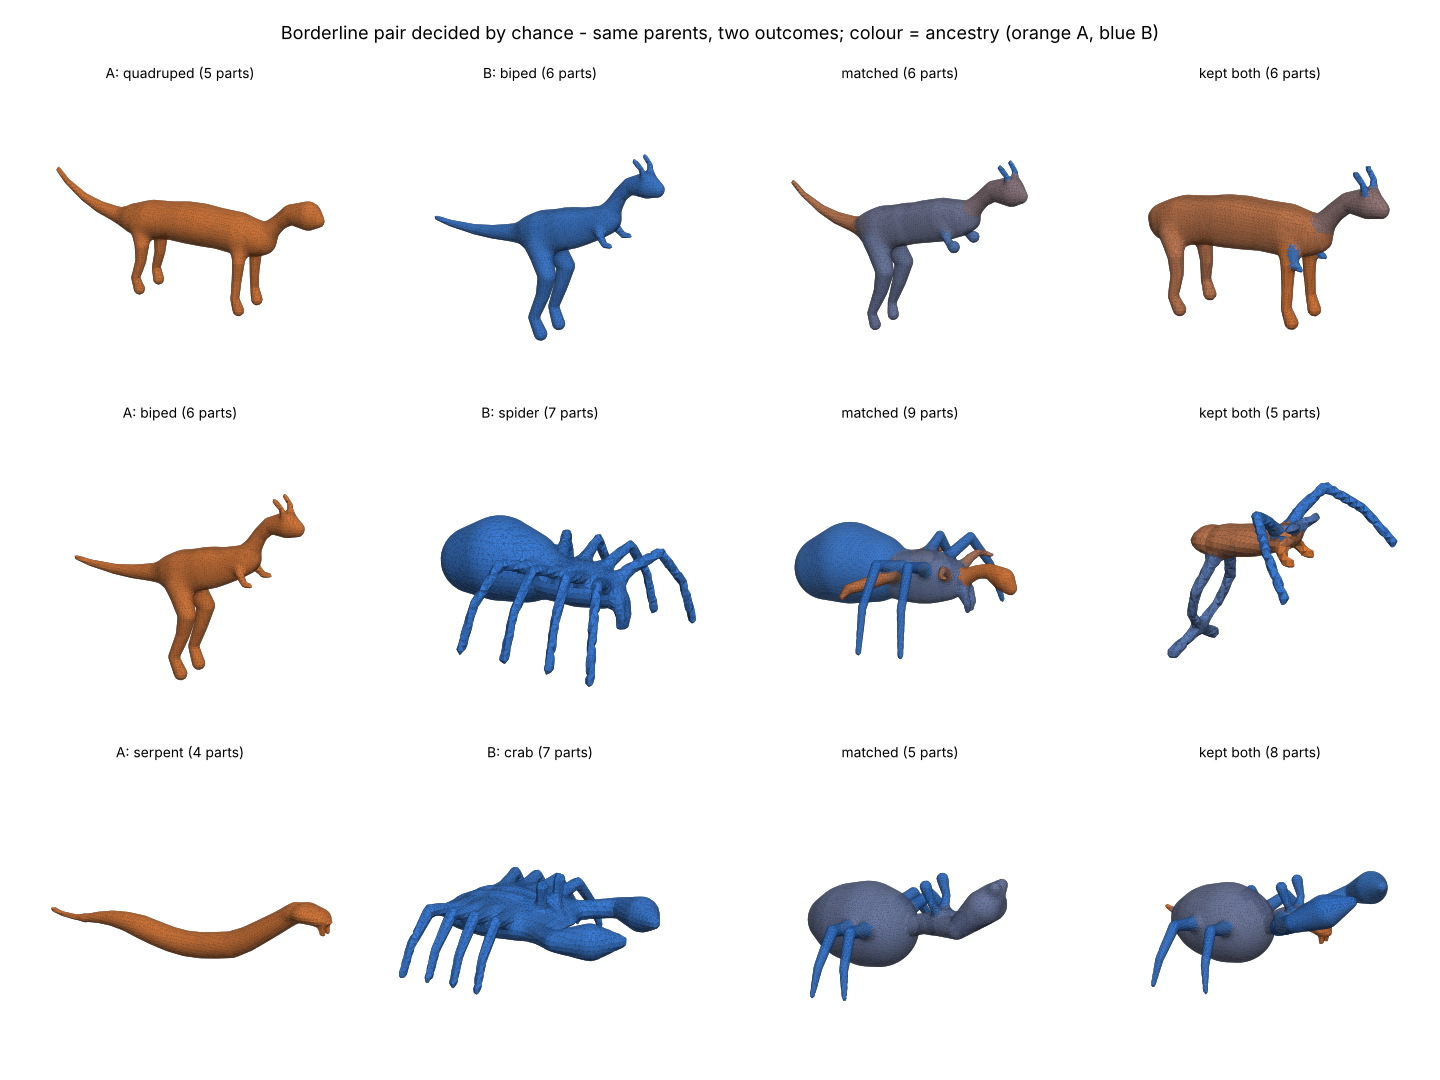 Borderline pair decided by chance - same parents, two outcomes; colour = ancestry (orange A, blue B)
A: quadruped (5 parts)
B: biped (6 parts)
matched (6 parts)
kept both (6 parts)
A: biped (6 parts)
B: spider (7 parts)
matched (9 parts)
kept both (5 parts)
A: serpent (4 parts)
B: crab (7 parts)
matched (5 parts)
kept both (8 parts)